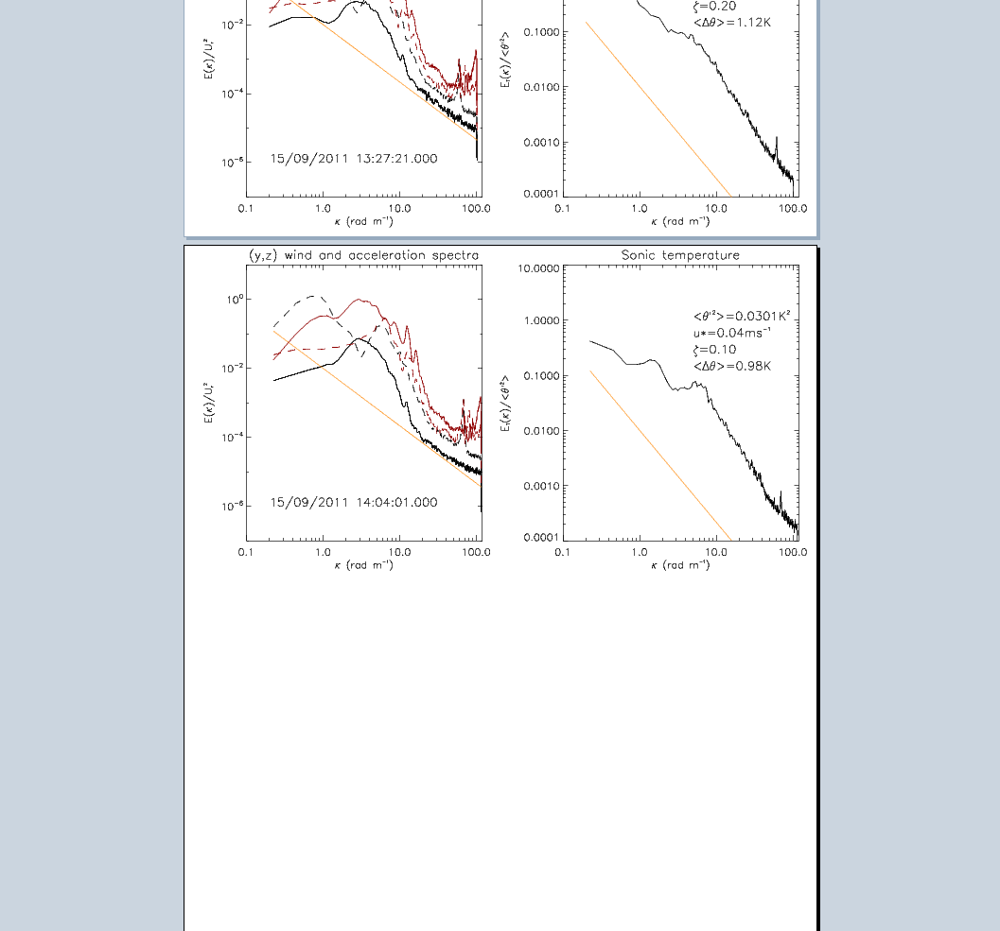 10⁻²
10⁻⁴
10⁻⁶
E(κ)/U²ᵣ
15/09/2011 13:27:21.000
0.1 1.0 10.0 100.0
κ (rad m⁻¹)
ζ=0.20
<Δθ>=1.12K
0.1000
0.0100
0.0010
0.0001
Eₜ(κ)/<θ'²>
0.1 1.0 10.0 100.0
κ (rad m⁻¹)
(y,z) wind and acceleration spectra
10⁰
10⁻²
10⁻⁴
10⁻⁶
E(κ)/U²ᵣ
15/09/2011 14:04:01.000
0.1 1.0 10.0 100.0
κ (rad m⁻¹)
Sonic temperature
10.0000
1.0000
0.1000
0.0100
0.0010
0.0001
Eₜ(κ)/<θ'²>
<θ'²>=0.0301K²
u*=0.04ms⁻¹
ζ=0.10
<Δθ>=0.98K
0.1 1.0 10.0 100.0
κ (rad m⁻¹)